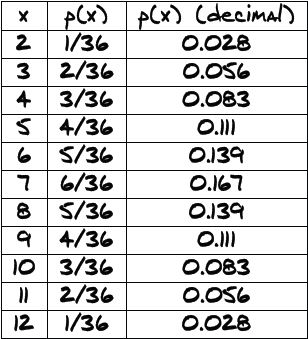 x p(x) p(x) (decimal)
2 1/36 0.028
3 2/36 0.056
4 3/36 0.083
5 4/36 0.111
6 5/36 0.139
7 6/36 0.167
8 5/36 0.139
9 4/36 0.111
10 3/36 0.083
11 2/36 0.056
12 1/36 0.028